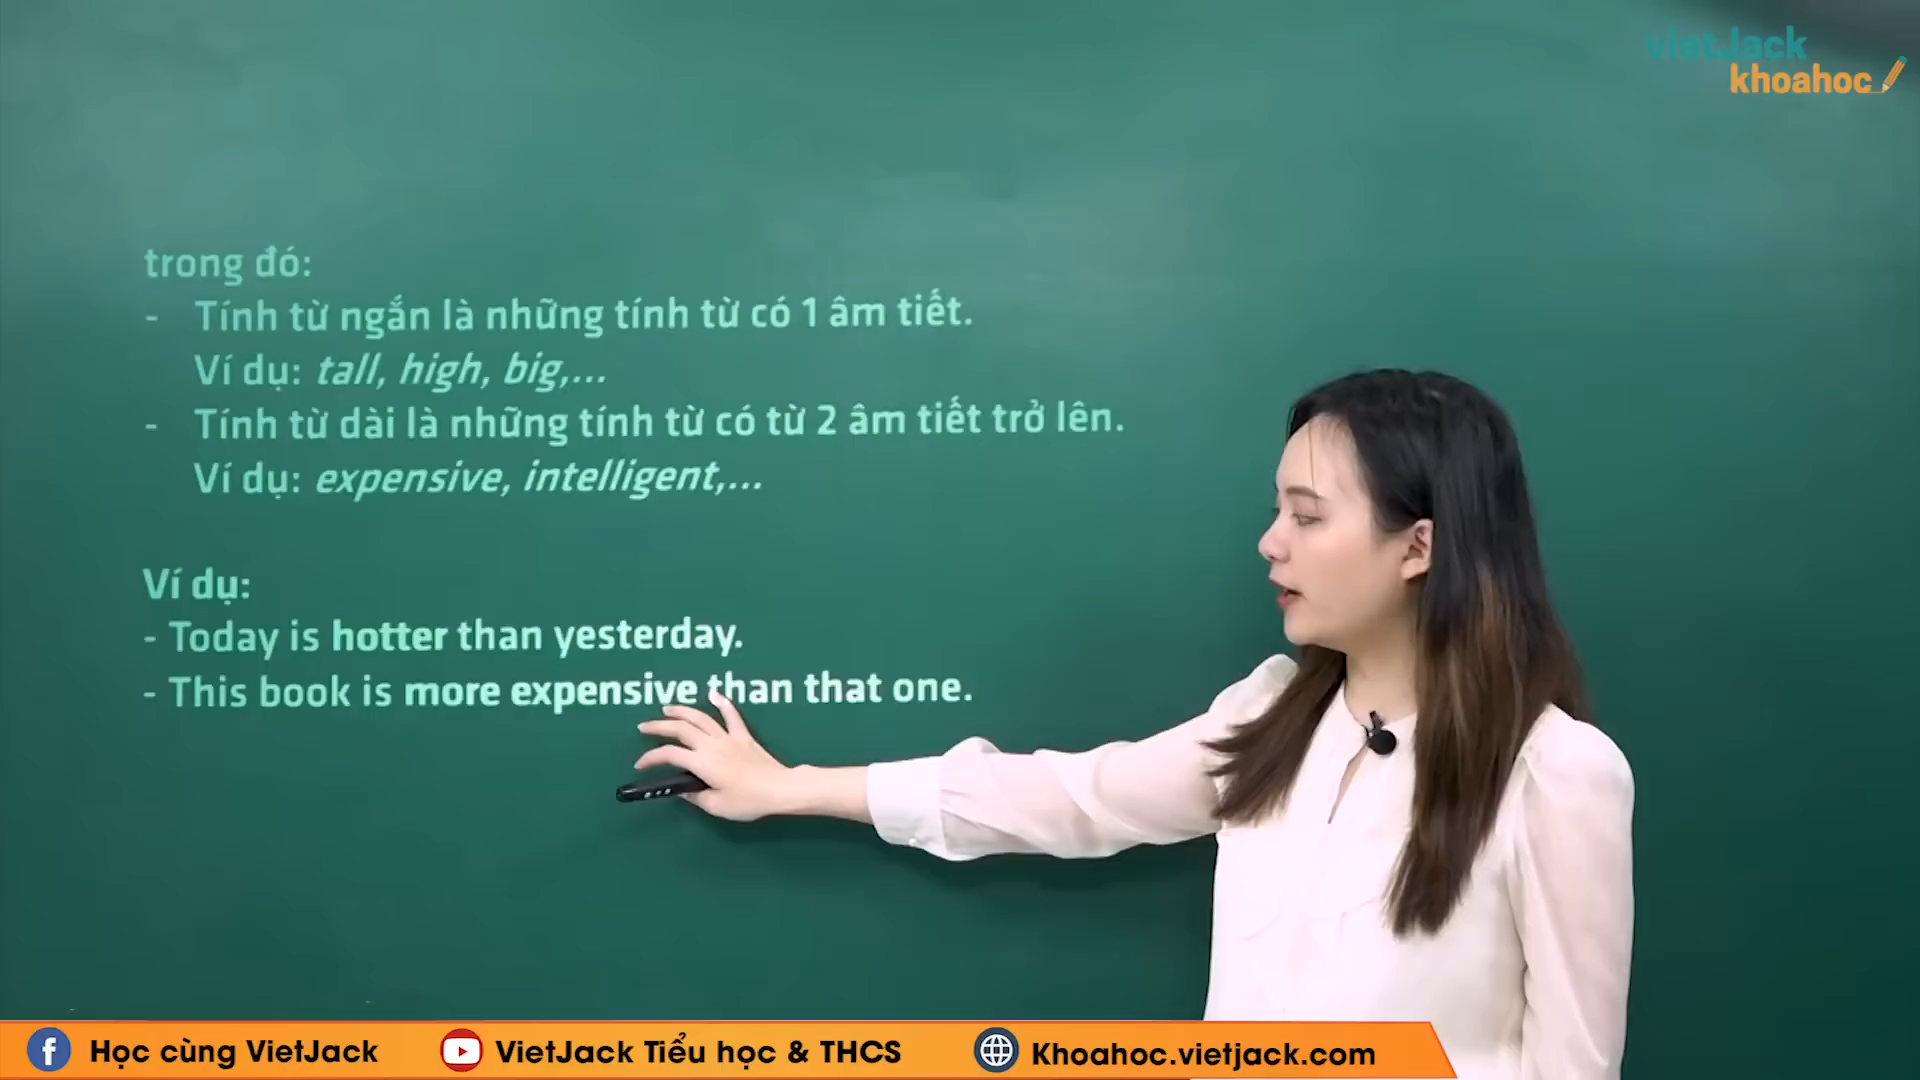 vietJack
khoahoc
trong đó:
- Tính từ ngắn là những tính từ có 1 âm tiết.
Ví dụ: tall, high, big,...
- Tính từ dài là những tính từ có từ 2 âm tiết trở lên.
Ví dụ: expensive, intelligent,...
Ví dụ:
- Today is hotter than yesterday.
- This book is more expensive than that one.
Học cùng VietJack
VietJack Tiểu học & THCS
Khoahoc.vietjack.com